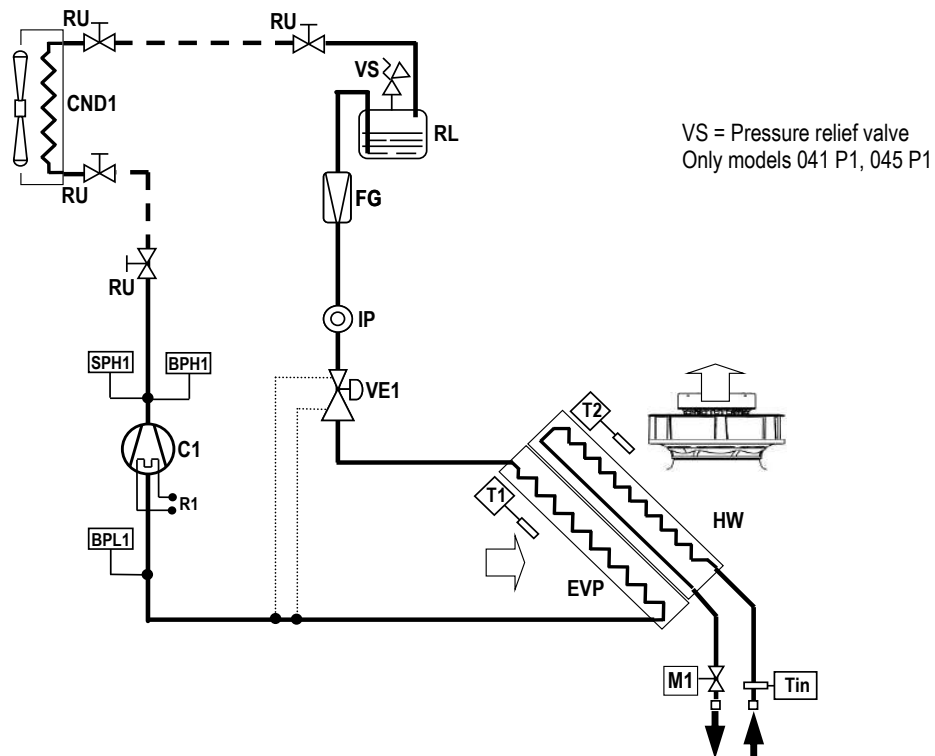 RU
RU
VS
CND1
RL
VS = Pressure relief valve
Only models 041 P1, 045 P1
RU
FG
RU
IP
SPH1
BPH1
VE1
T2
C1
T1
R1
HW
BPL1
EVP
M1
Tin